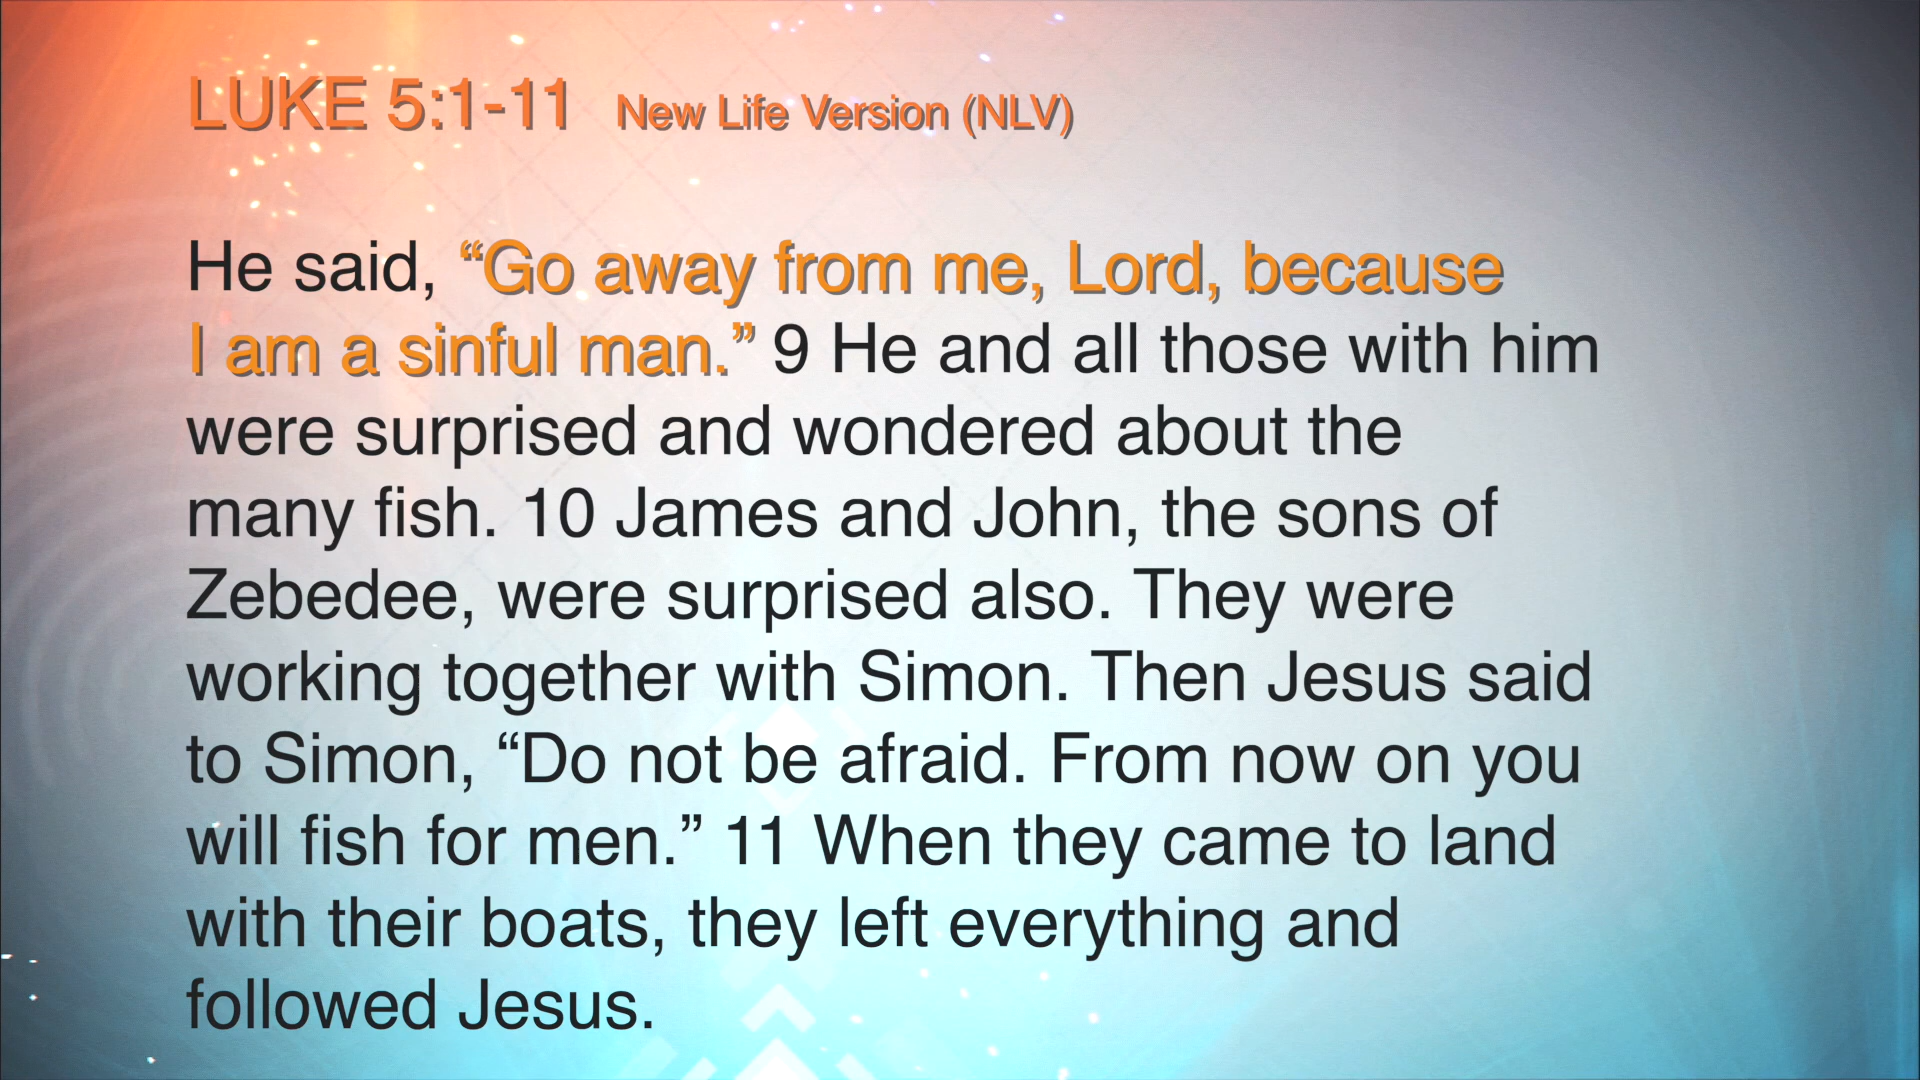 LUKE 5:1-11 New Life Version (NLV)
He said, “Go away from me, Lord, because
I am a sinful man.” 9 He and all those with him
were surprised and wondered about the
many fish. 10 James and John, the sons of
Zebedee, were surprised also. They were
working together with Simon. Then Jesus said
to Simon, “Do not be afraid. From now on you
will fish for men.” 11 When they came to land
with their boats, they left everything and
followed Jesus.